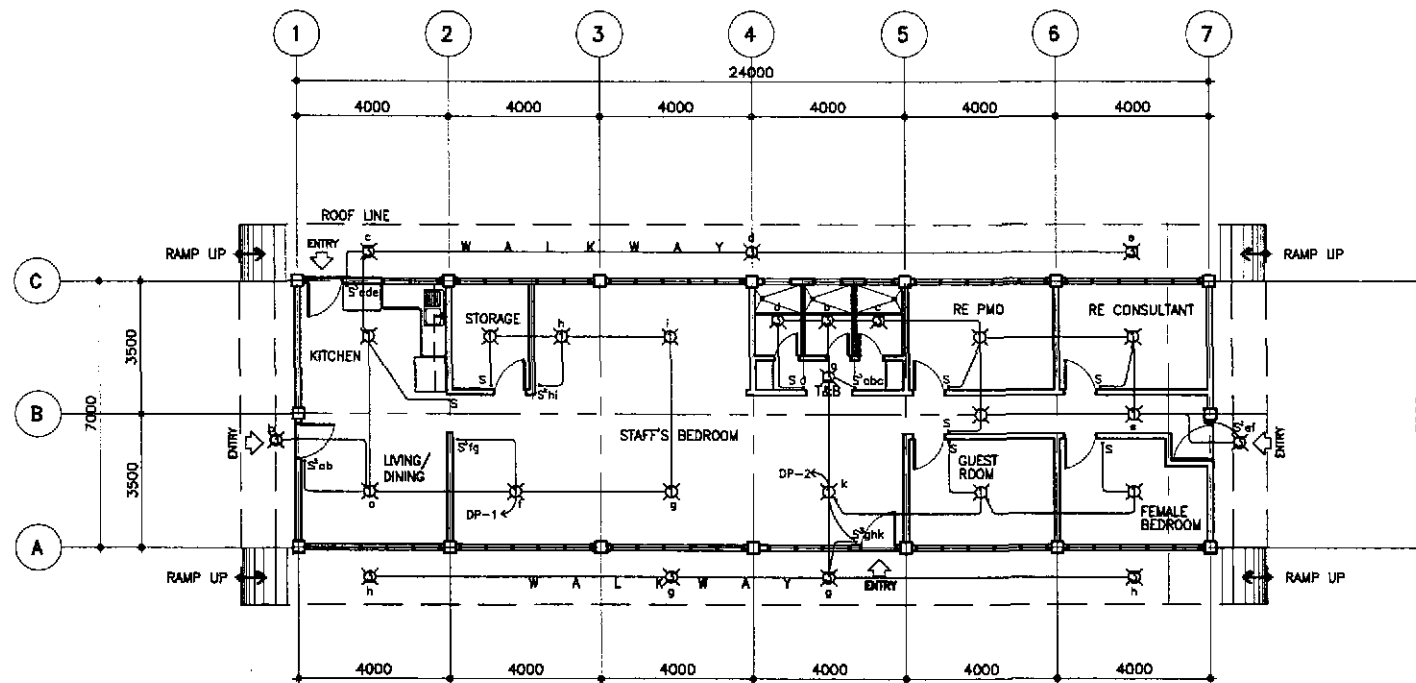 1 2 3 4 5 6 7
24000
4000 4000 4000 4000 4000 4000
ROOF LINE
c d e
ENTRY
W A L K W A Y
RAMP UP RAMP UP
C
S³cde
STORAGE
h i
d b c
RE PMO
RE CONSULTANT
KITCHEN
3500
S S²hi
S d
g
S³abc
T&B
S S
S
B
7000
b
ENTRY
S²ab
LIVING/
DINING
S²fg
STAFF'S BEDROOM
S
S
S
e
S²ef
ENTRY
3500
GUEST
ROOM
DP-2
k
a
f
DP-1
g
FEMALE
BEDROOM
S³ghk
A
RAMP UP
h
W A L K W A Y
g g
ENTRY
h
RAMP UP
4000 4000 4000 4000 4000 4000